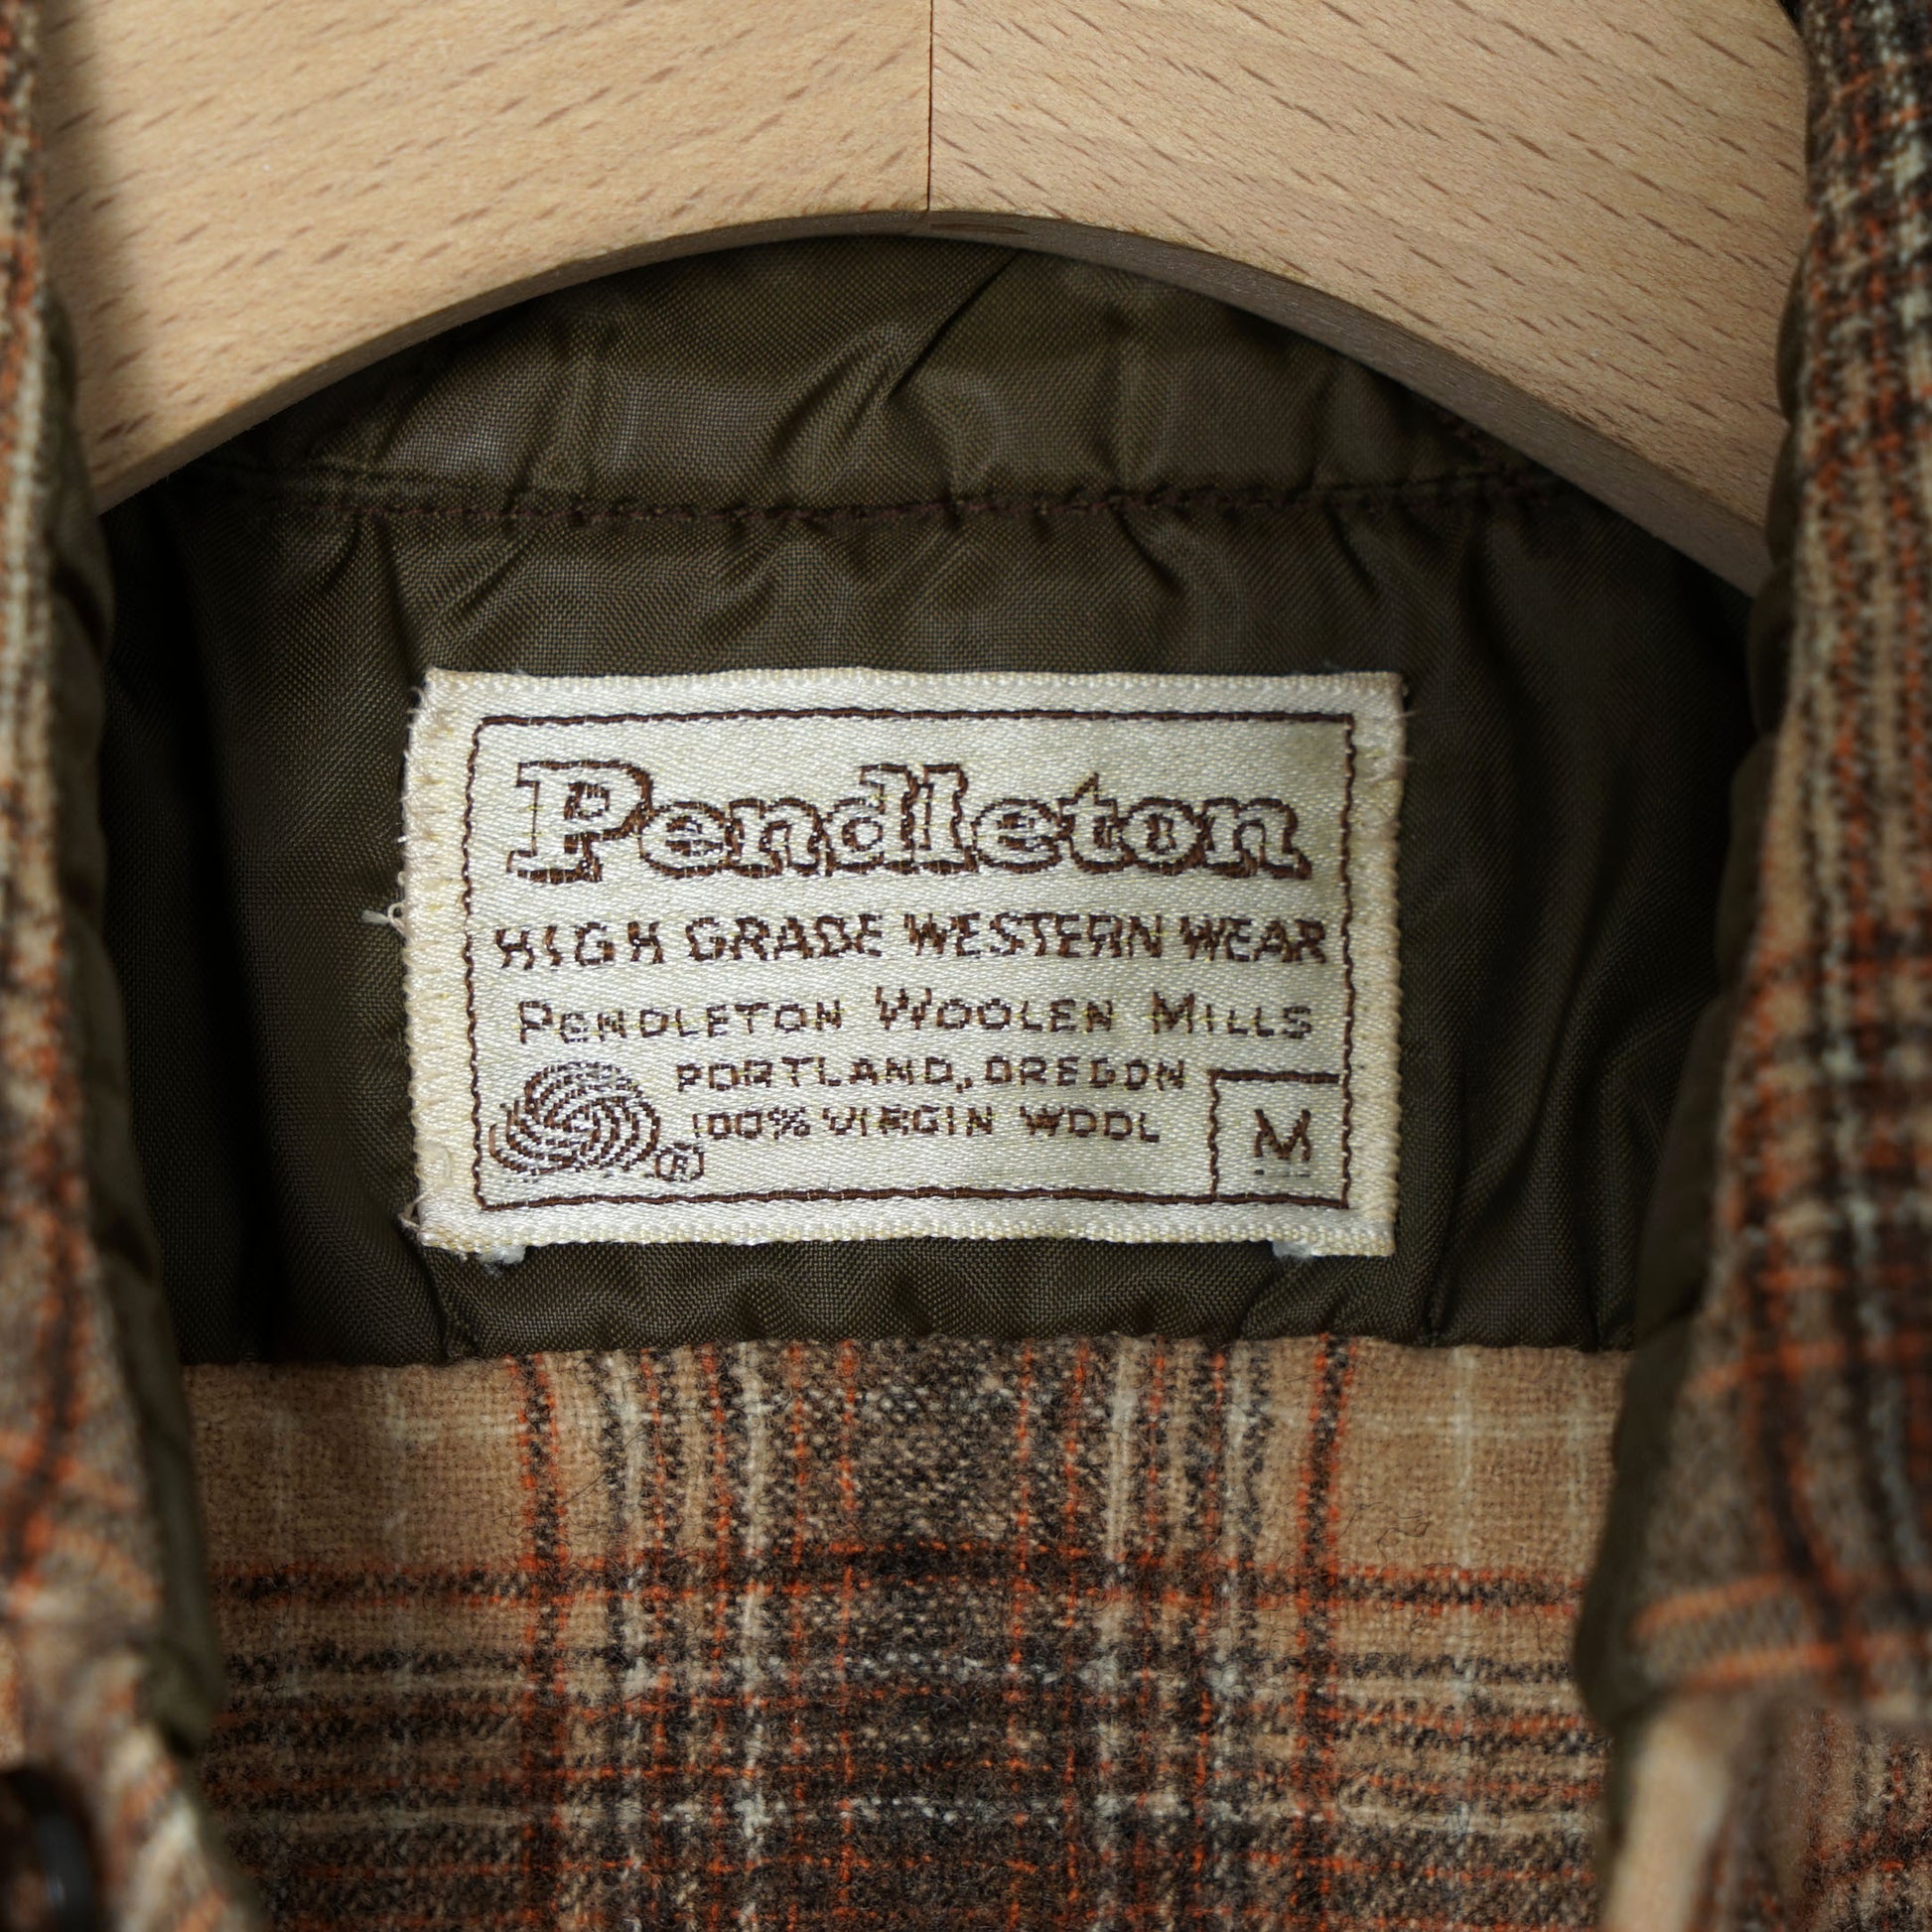 Pendleton
HIGH GRADE WESTERN WEAR
PENDLETON WOOLEN MILLS
PORTLAND, OREGON
100% VIRGIN WOOL
®
M